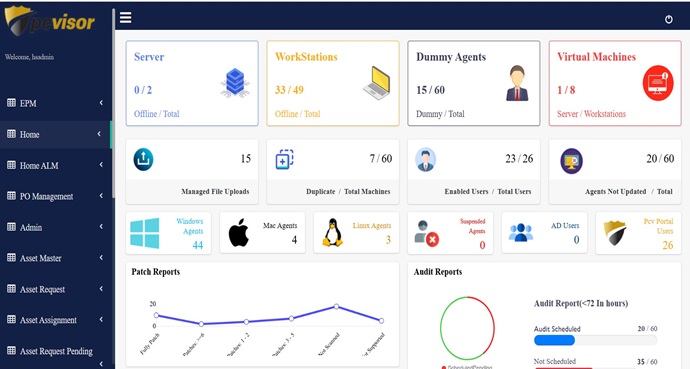 pcvisor
Welcome, hsadmin
EPM
Home
Home ALM
PO Management
Admin
Asset Master
Asset Request
Asset Assignment
Asset Request Pending
Server
0 / 2
Offline / Total
WorkStations
33 / 49
Offline / Total
Dummy Agents
15 / 60
Dummy / Total
Virtual Machines
1 / 8
Server / Workstations
15
Managed File Uploads
7 / 60
Duplicate / Total Machines
23 / 26
Enabled Users / Total Users
20 / 60
Agents Not Updated / Total
Windows
Agents
44
Mac Agents
4
Linux Agents
3
Suspended
Agents
0
AD Users
0
Pcv Portal
Users
26
Patch Reports
20
10
0
Fully Patch
Patches: >=6
Patches: 1 - 2
Patches: 3 - 5
Not Scanned
Supported
Audit Reports
Audit Report(<72 In hours)
Audit Scheduled 20 / 60
Not Scheduled 35 / 60